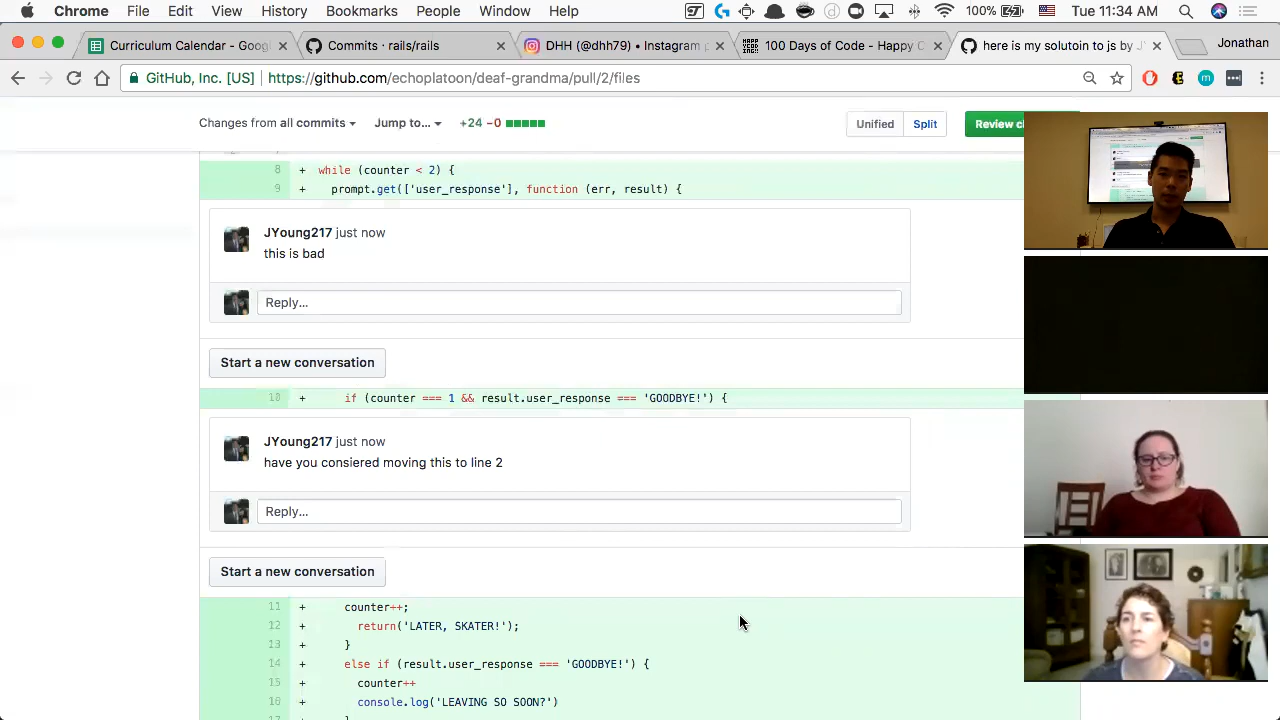 Chrome File Edit View History Bookmarks People Window Help 100% Tue 11:34 AM
Curriculum Calendar - Goog Commits · rails/rails DHH (@dhh79) • Instagram p 100 Days of Code - Happy C here is my solutoin to js by J Jonathan
GitHub, Inc. [US] https://github.com/echoplatoon/deaf-grandma/pull/2/files
Changes from all commits Jump to... +24 −0 Unified Split Review c
8 + while (counter
9 + prompt.get(['user_response'], function (err, result) {
JYoung217 just now
this is bad
Reply...
Start a new conversation
10 + if (counter === 1 && result.user_response === 'GOODBYE!') {
JYoung217 just now
have you consiered moving this to line 2
Reply...
Start a new conversation
11 + counter++;
12 + return('LATER, SKATER!');
13 + }
14 + else if (result.user_response === 'GOODBYE!') {
15 + counter++
16 + console.log('LEAVING SO SOON?')
17